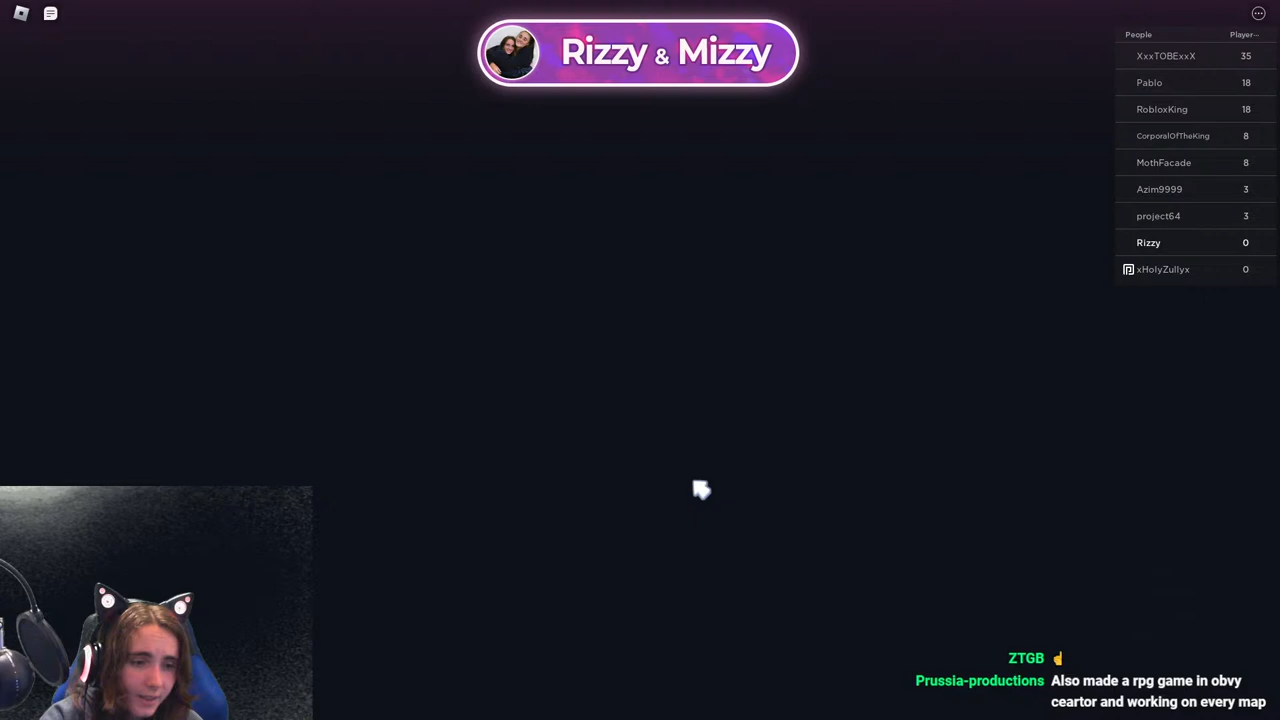 Rizzy & Mizzy
People Player--
XxxTOBExxX 35
Pablo 18
RobloxKing 18
CorporalOfTheKing 8
MothFacade 8
Azim9999 3
project64 3
Rizzy 0
xHolyZullyx 0
ZTGB ☝
Prussia-productions Also made a rpg game in obvy
ceartor and working on every map